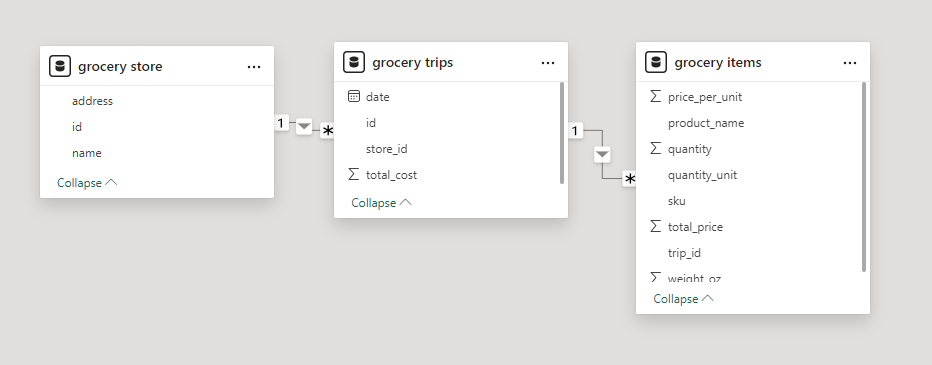 grocery store
address
id
name
Collapse
1
*
grocery trips
date
id
store_id
total_cost
Collapse
1
*
grocery items
price_per_unit
product_name
quantity
quantity_unit
sku
total_price
trip_id
weight_oz
Collapse